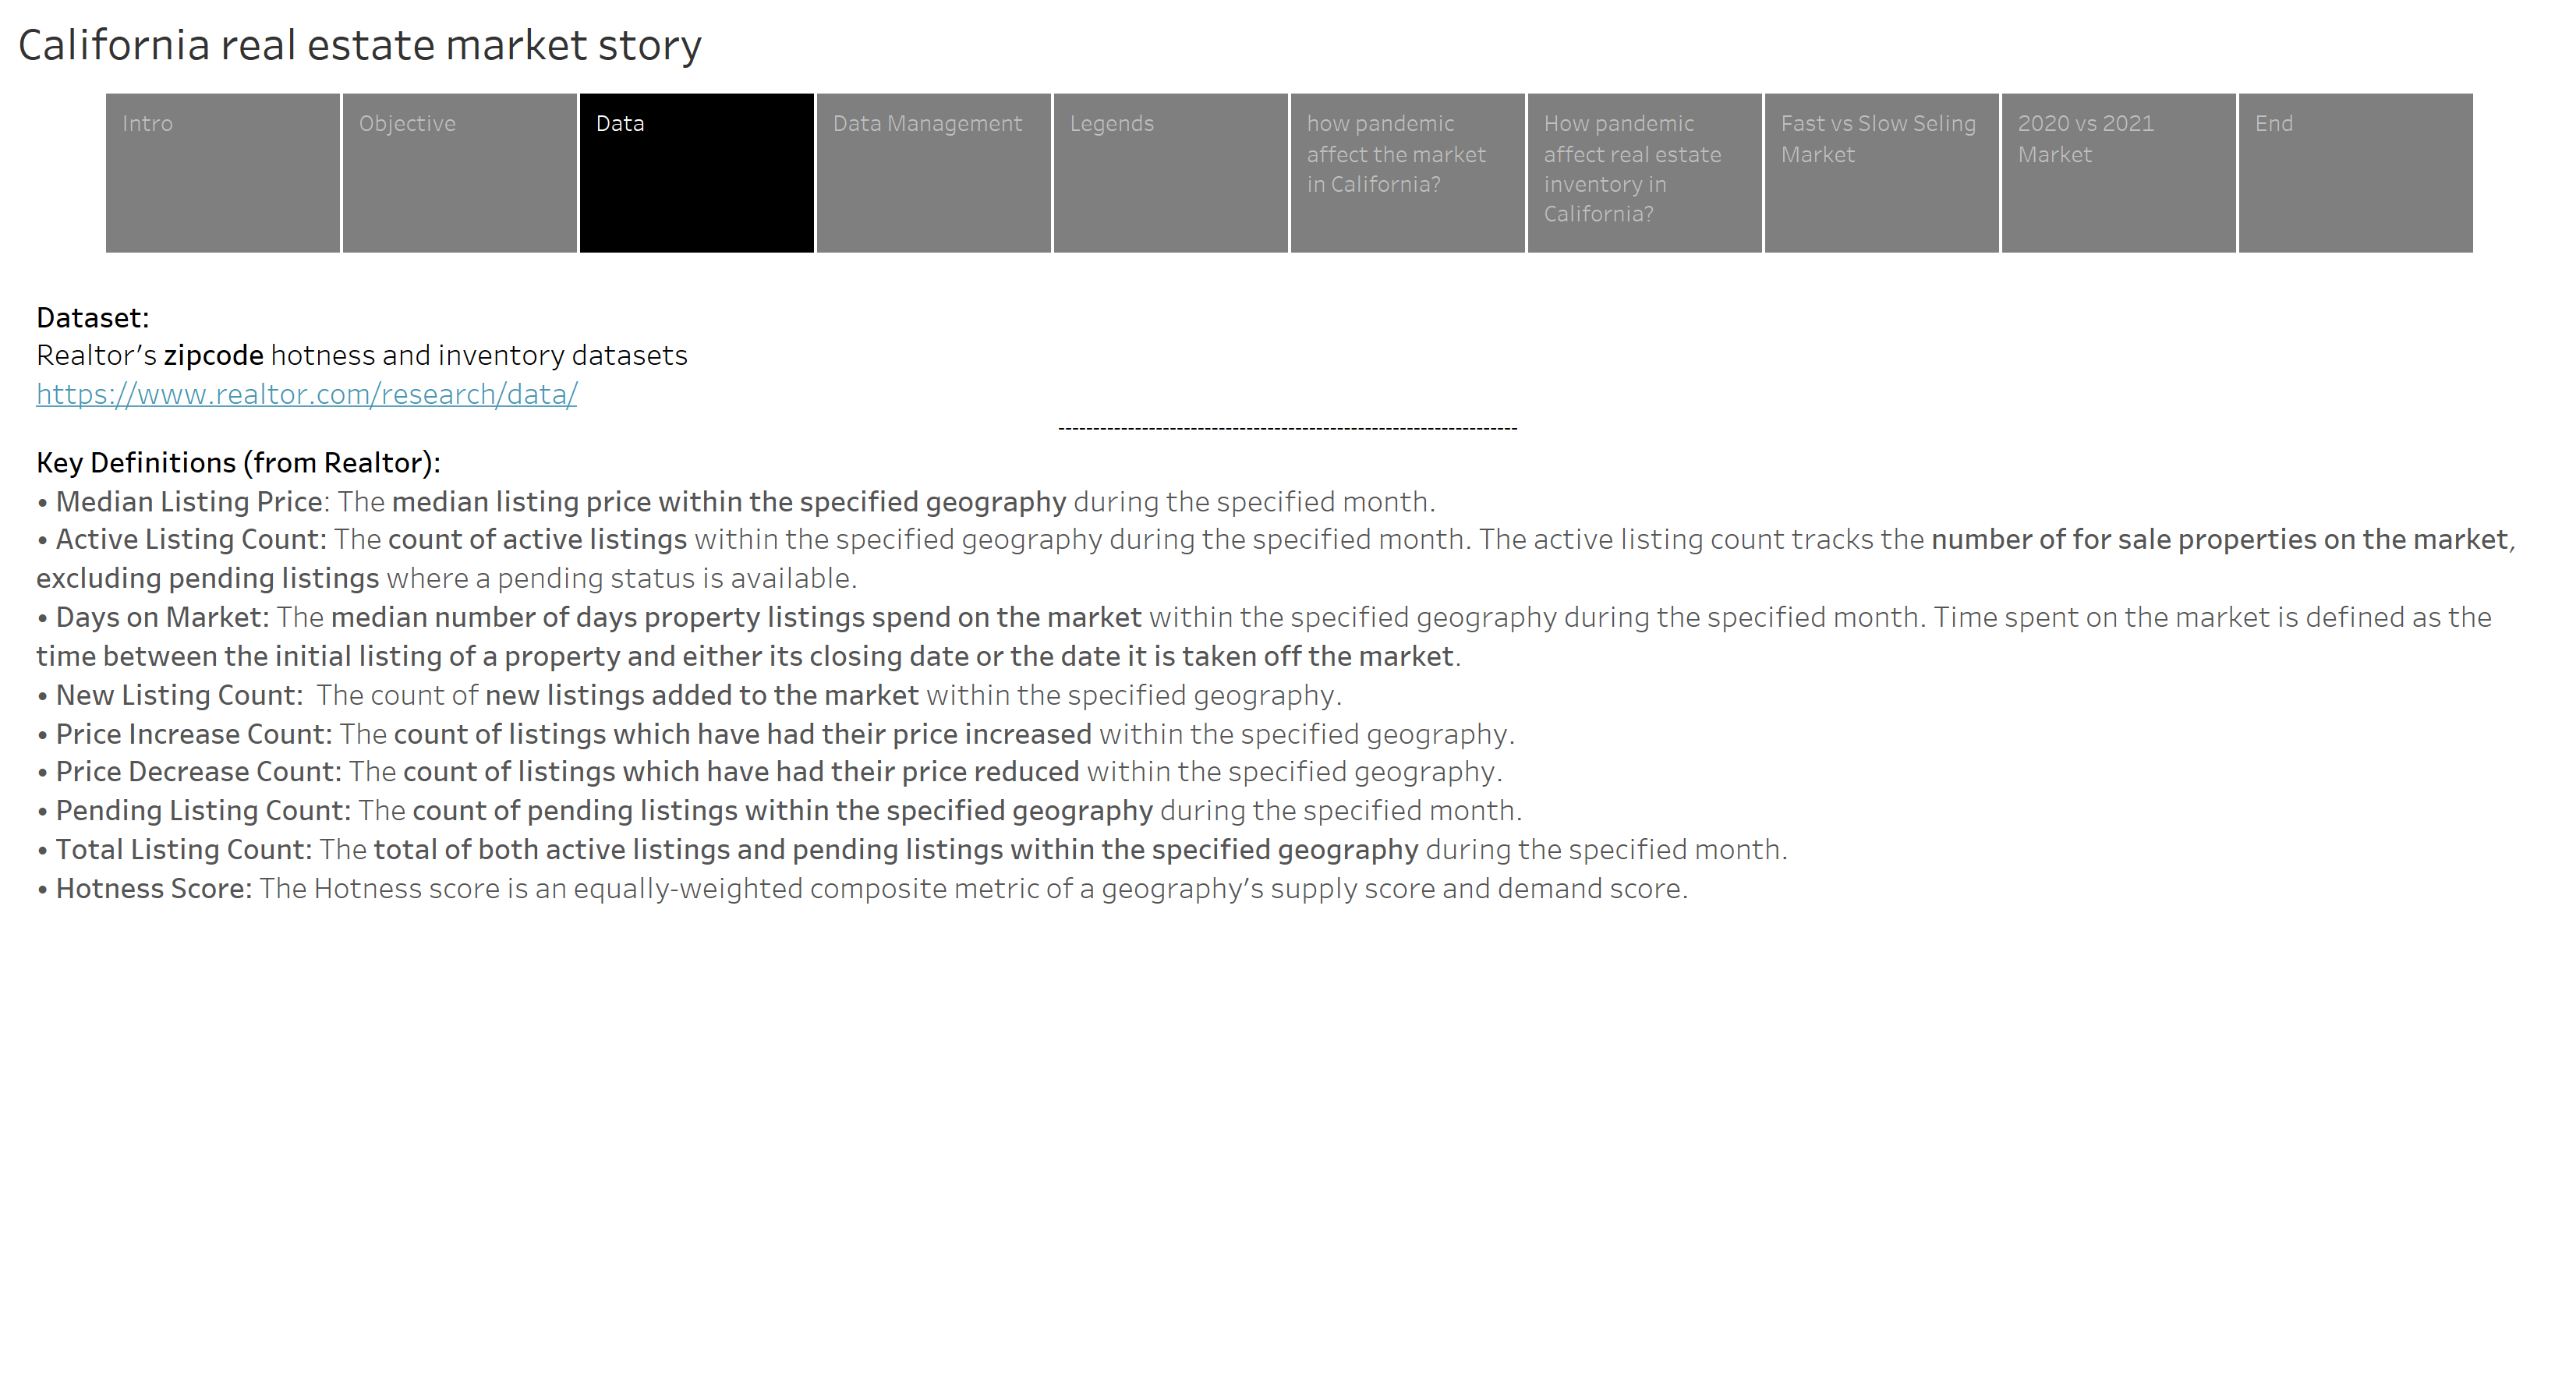 California real estate market story
Intro
Objective
Data
Data Management
Legends
how pandemic
affect the market
in California?
How pandemic
affect real estate
inventory in
California?
Fast vs Slow Seling
Market
2020 vs 2021
Market
End
Dataset:
Realtor's zipcode hotness and inventory datasets
https://www.realtor.com/research/data/
------------------------------------------------------------------
Key Definitions (from Realtor):
• Median Listing Price: The median listing price within the specified geography during the specified month.
• Active Listing Count: The count of active listings within the specified geography during the specified month. The active listing count tracks the number of for sale properties on the market,
excluding pending listings where a pending status is available.
• Days on Market: The median number of days property listings spend on the market within the specified geography during the specified month. Time spent on the market is defined as the
time between the initial listing of a property and either its closing date or the date it is taken off the market.
• New Listing Count:  The count of new listings added to the market within the specified geography.
• Price Increase Count: The count of listings which have had their price increased within the specified geography.
• Price Decrease Count: The count of listings which have had their price reduced within the specified geography.
• Pending Listing Count: The count of pending listings within the specified geography during the specified month.
• Total Listing Count: The total of both active listings and pending listings within the specified geography during the specified month.
• Hotness Score: The Hotness score is an equally-weighted composite metric of a geography's supply score and demand score.